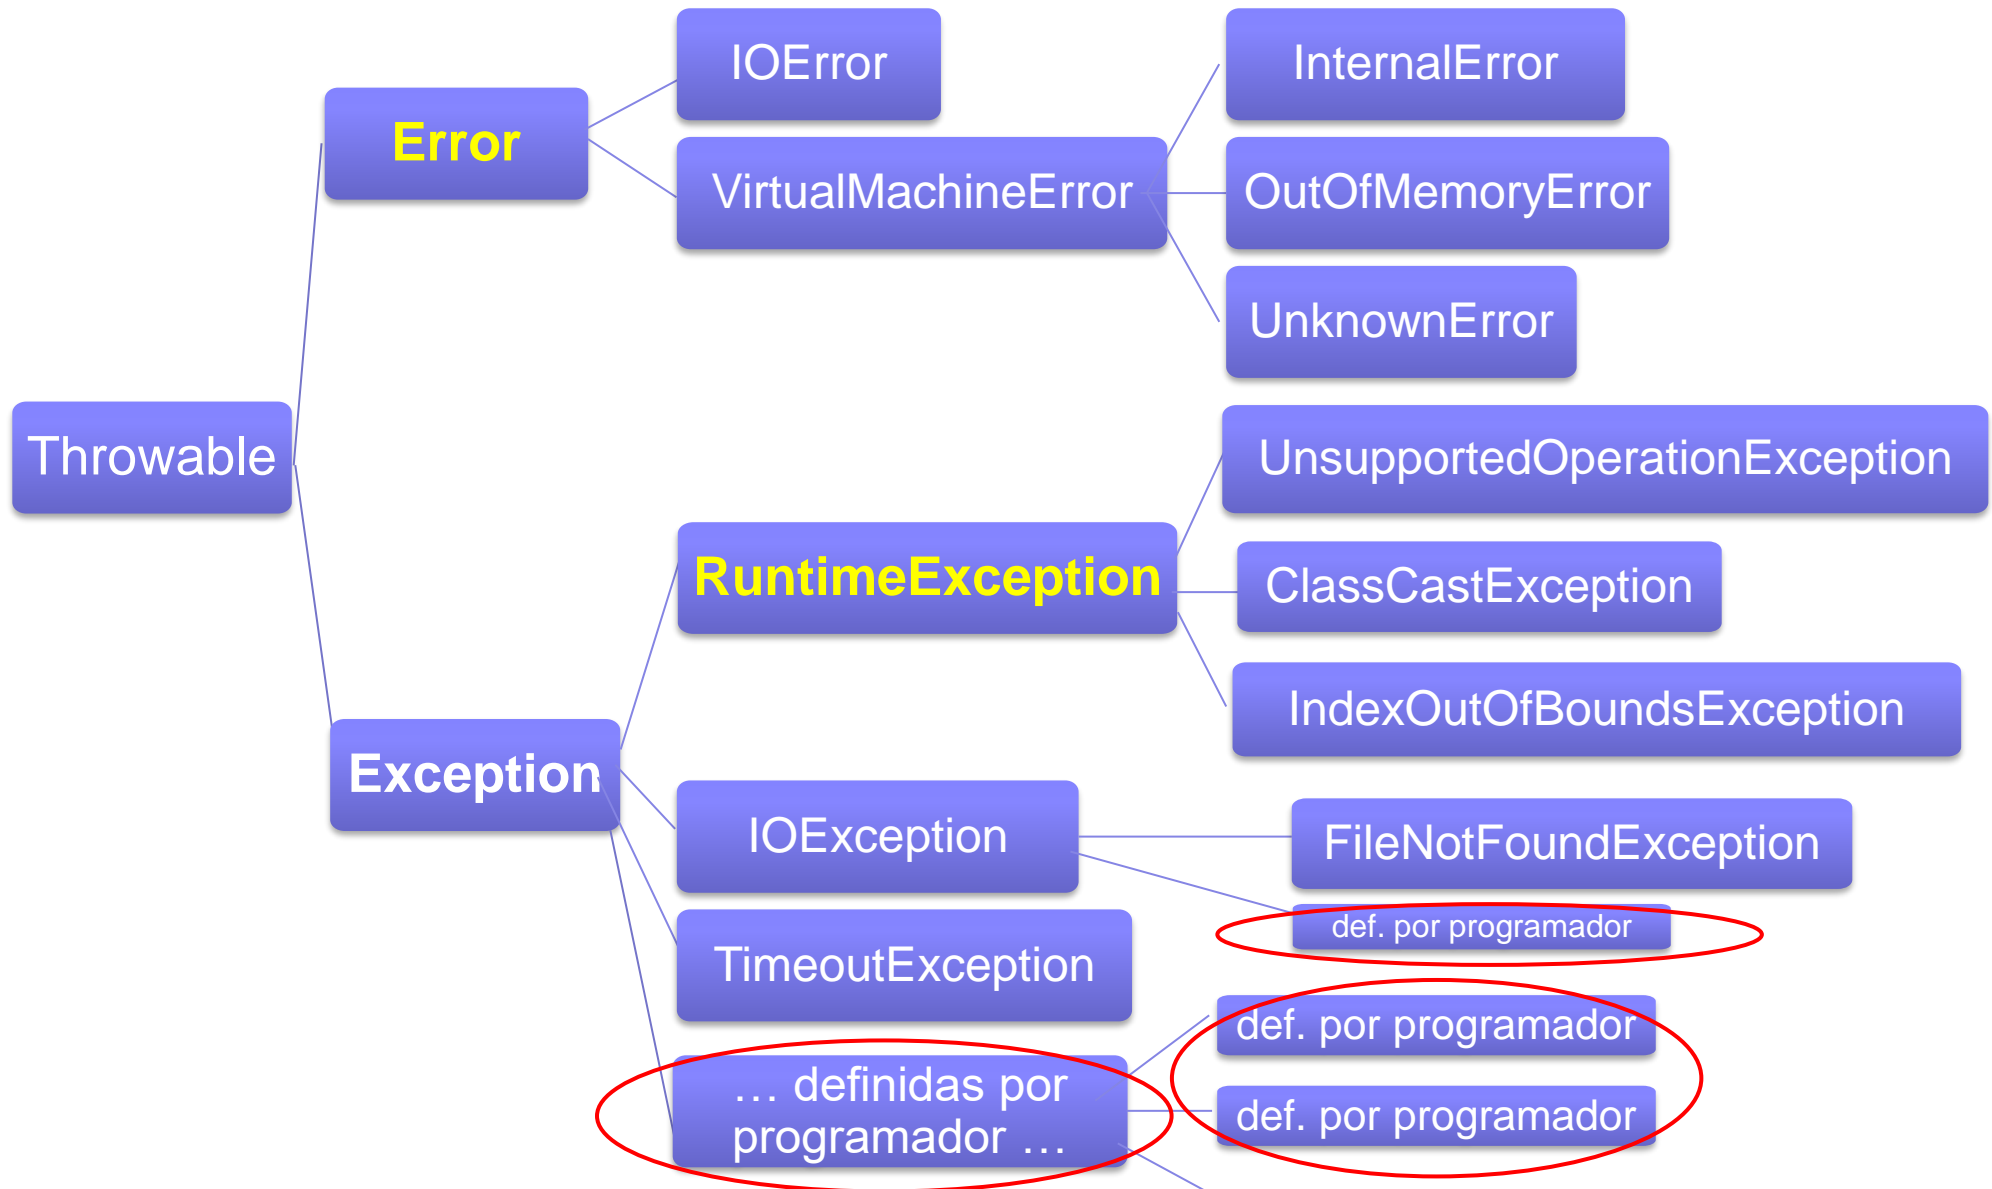 IOError
InternalError
Error
VirtualMachineError
OutOfMemoryError
UnknownError
Throwable
UnsupportedOperationException
RuntimeException
ClassCastException
IndexOutOfBoundsException
Exception
IOException
FileNotFoundException
def. por programador
TimeoutException
def. por programador
… definidas por
programador …
def. por programador